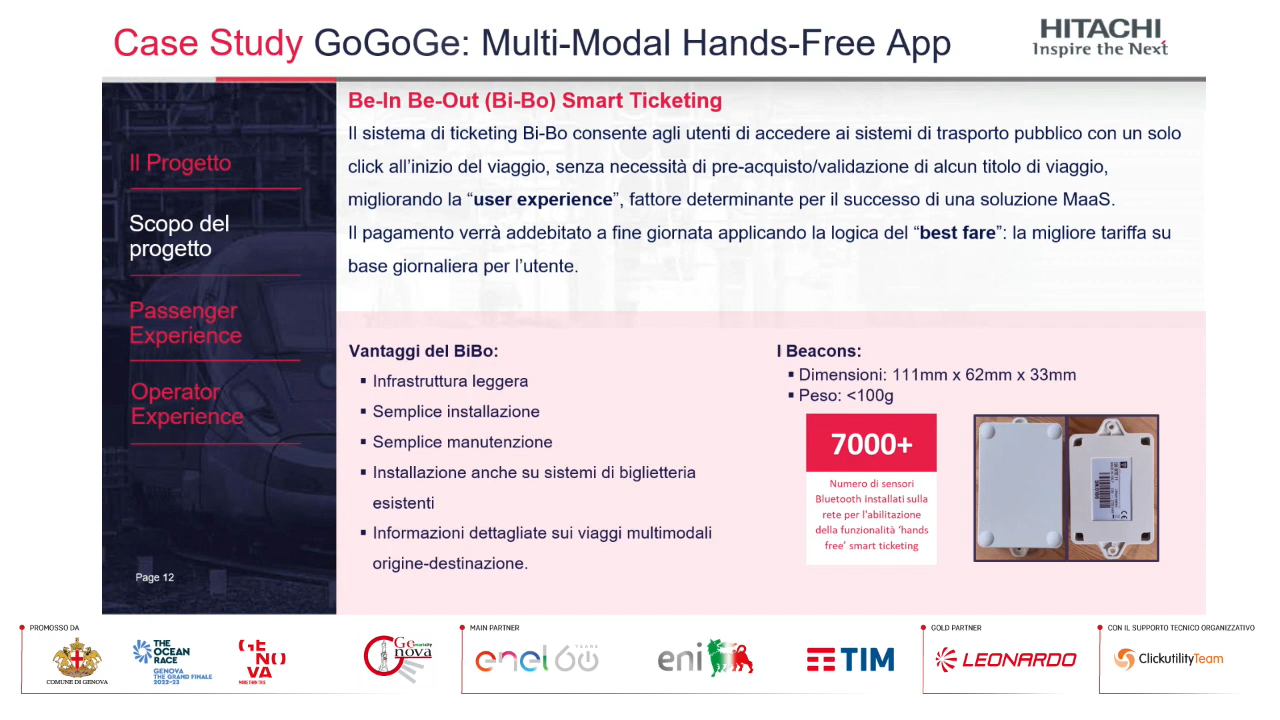 Case Study GoGoGe: Multi-Modal Hands-Free App
HITACHI
Inspire the Next
Il Progetto
Scopo del
progetto
Passenger
Experience
Operator
Experience
Page 12
Be-In Be-Out (Bi-Bo) Smart Ticketing
Il sistema di ticketing Bi-Bo consente agli utenti di accedere ai sistemi di trasporto pubblico con un solo
click all’inizio del viaggio, senza necessità di pre-acquisto/validazione di alcun titolo di viaggio,
migliorando la “user experience”, fattore determinante per il successo di una soluzione MaaS.
Il pagamento verrà addebitato a fine giornata applicando la logica del “best fare”: la migliore tariffa su
base giornaliera per l’utente.
Vantaggi del BiBo:
▪ Infrastruttura leggera
▪ Semplice installazione
▪ Semplice manutenzione
▪ Installazione anche su sistemi di biglietteria
esistenti
▪ Informazioni dettagliate sui viaggi multimodali
origine-destinazione.
I Beacons:
▪ Dimensioni: 111mm x 62mm x 33mm
▪ Peso: <100g
7000+
Numero di sensori
Bluetooth installati sulla
rete per l'abilitazione
della funzionalità ‘hands
free’ smart ticketing
PROMOSSO DA
COMUNE DI GENOVA
THE
OCEAN
RACE
GENOVA
THE GRAND FINALE
2022-23
GE
NO
VA
Genova
MAIN PARTNER
enel 60
YEARS
eni
TIM
GOLD PARTNER
LEONARDO
CON IL SUPPORTO TECNICO ORGANIZZATIVO
ClickutilityTeam